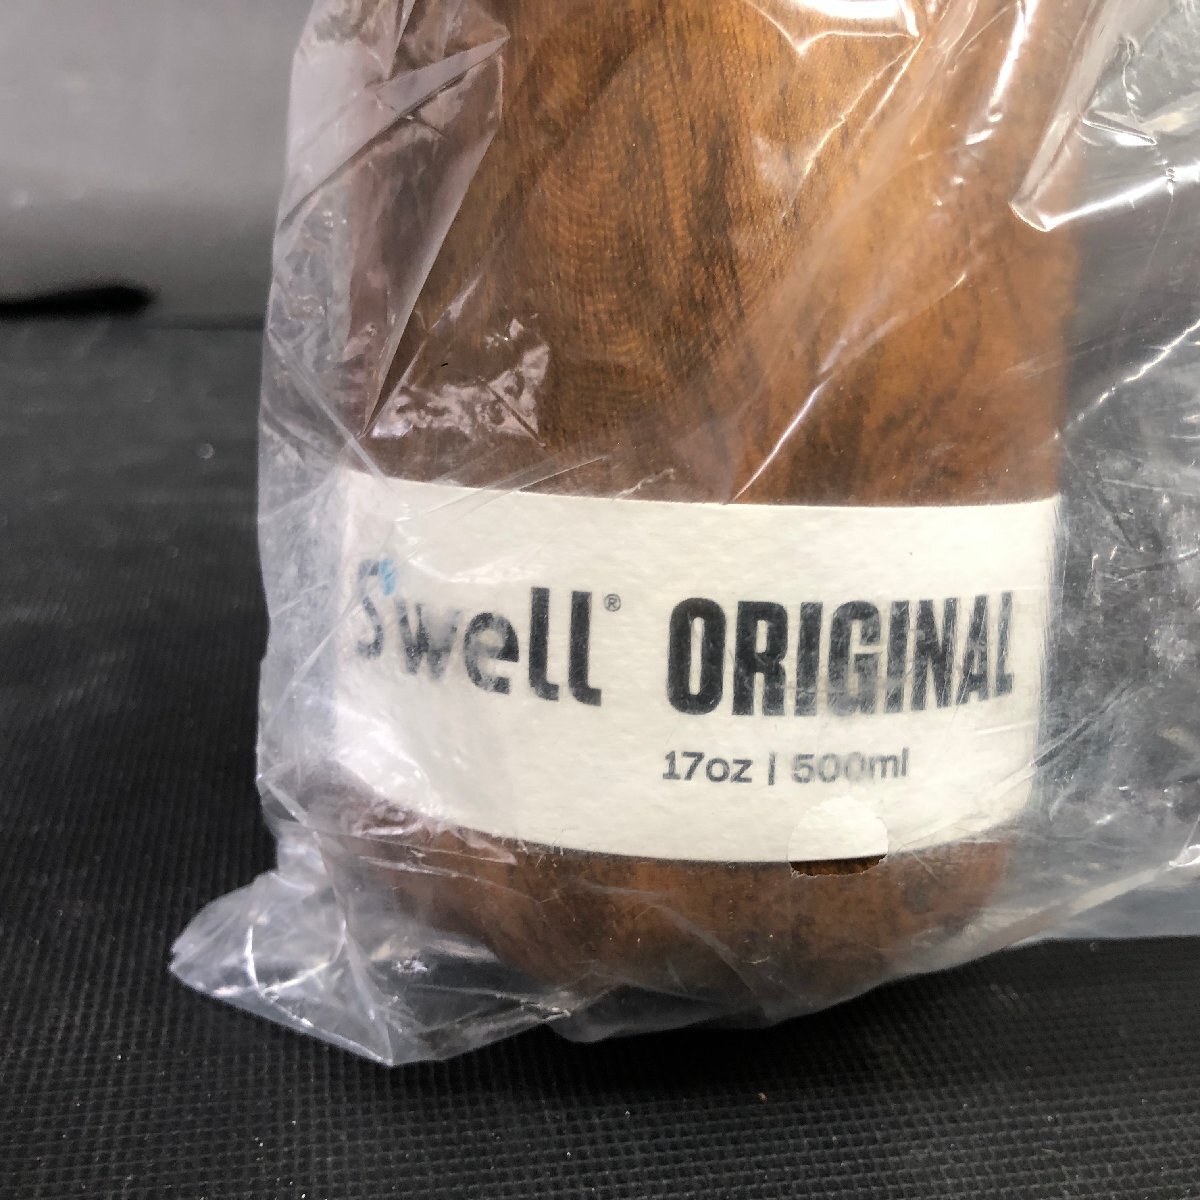 S'well® ORIGINAL
17oz | 500ml